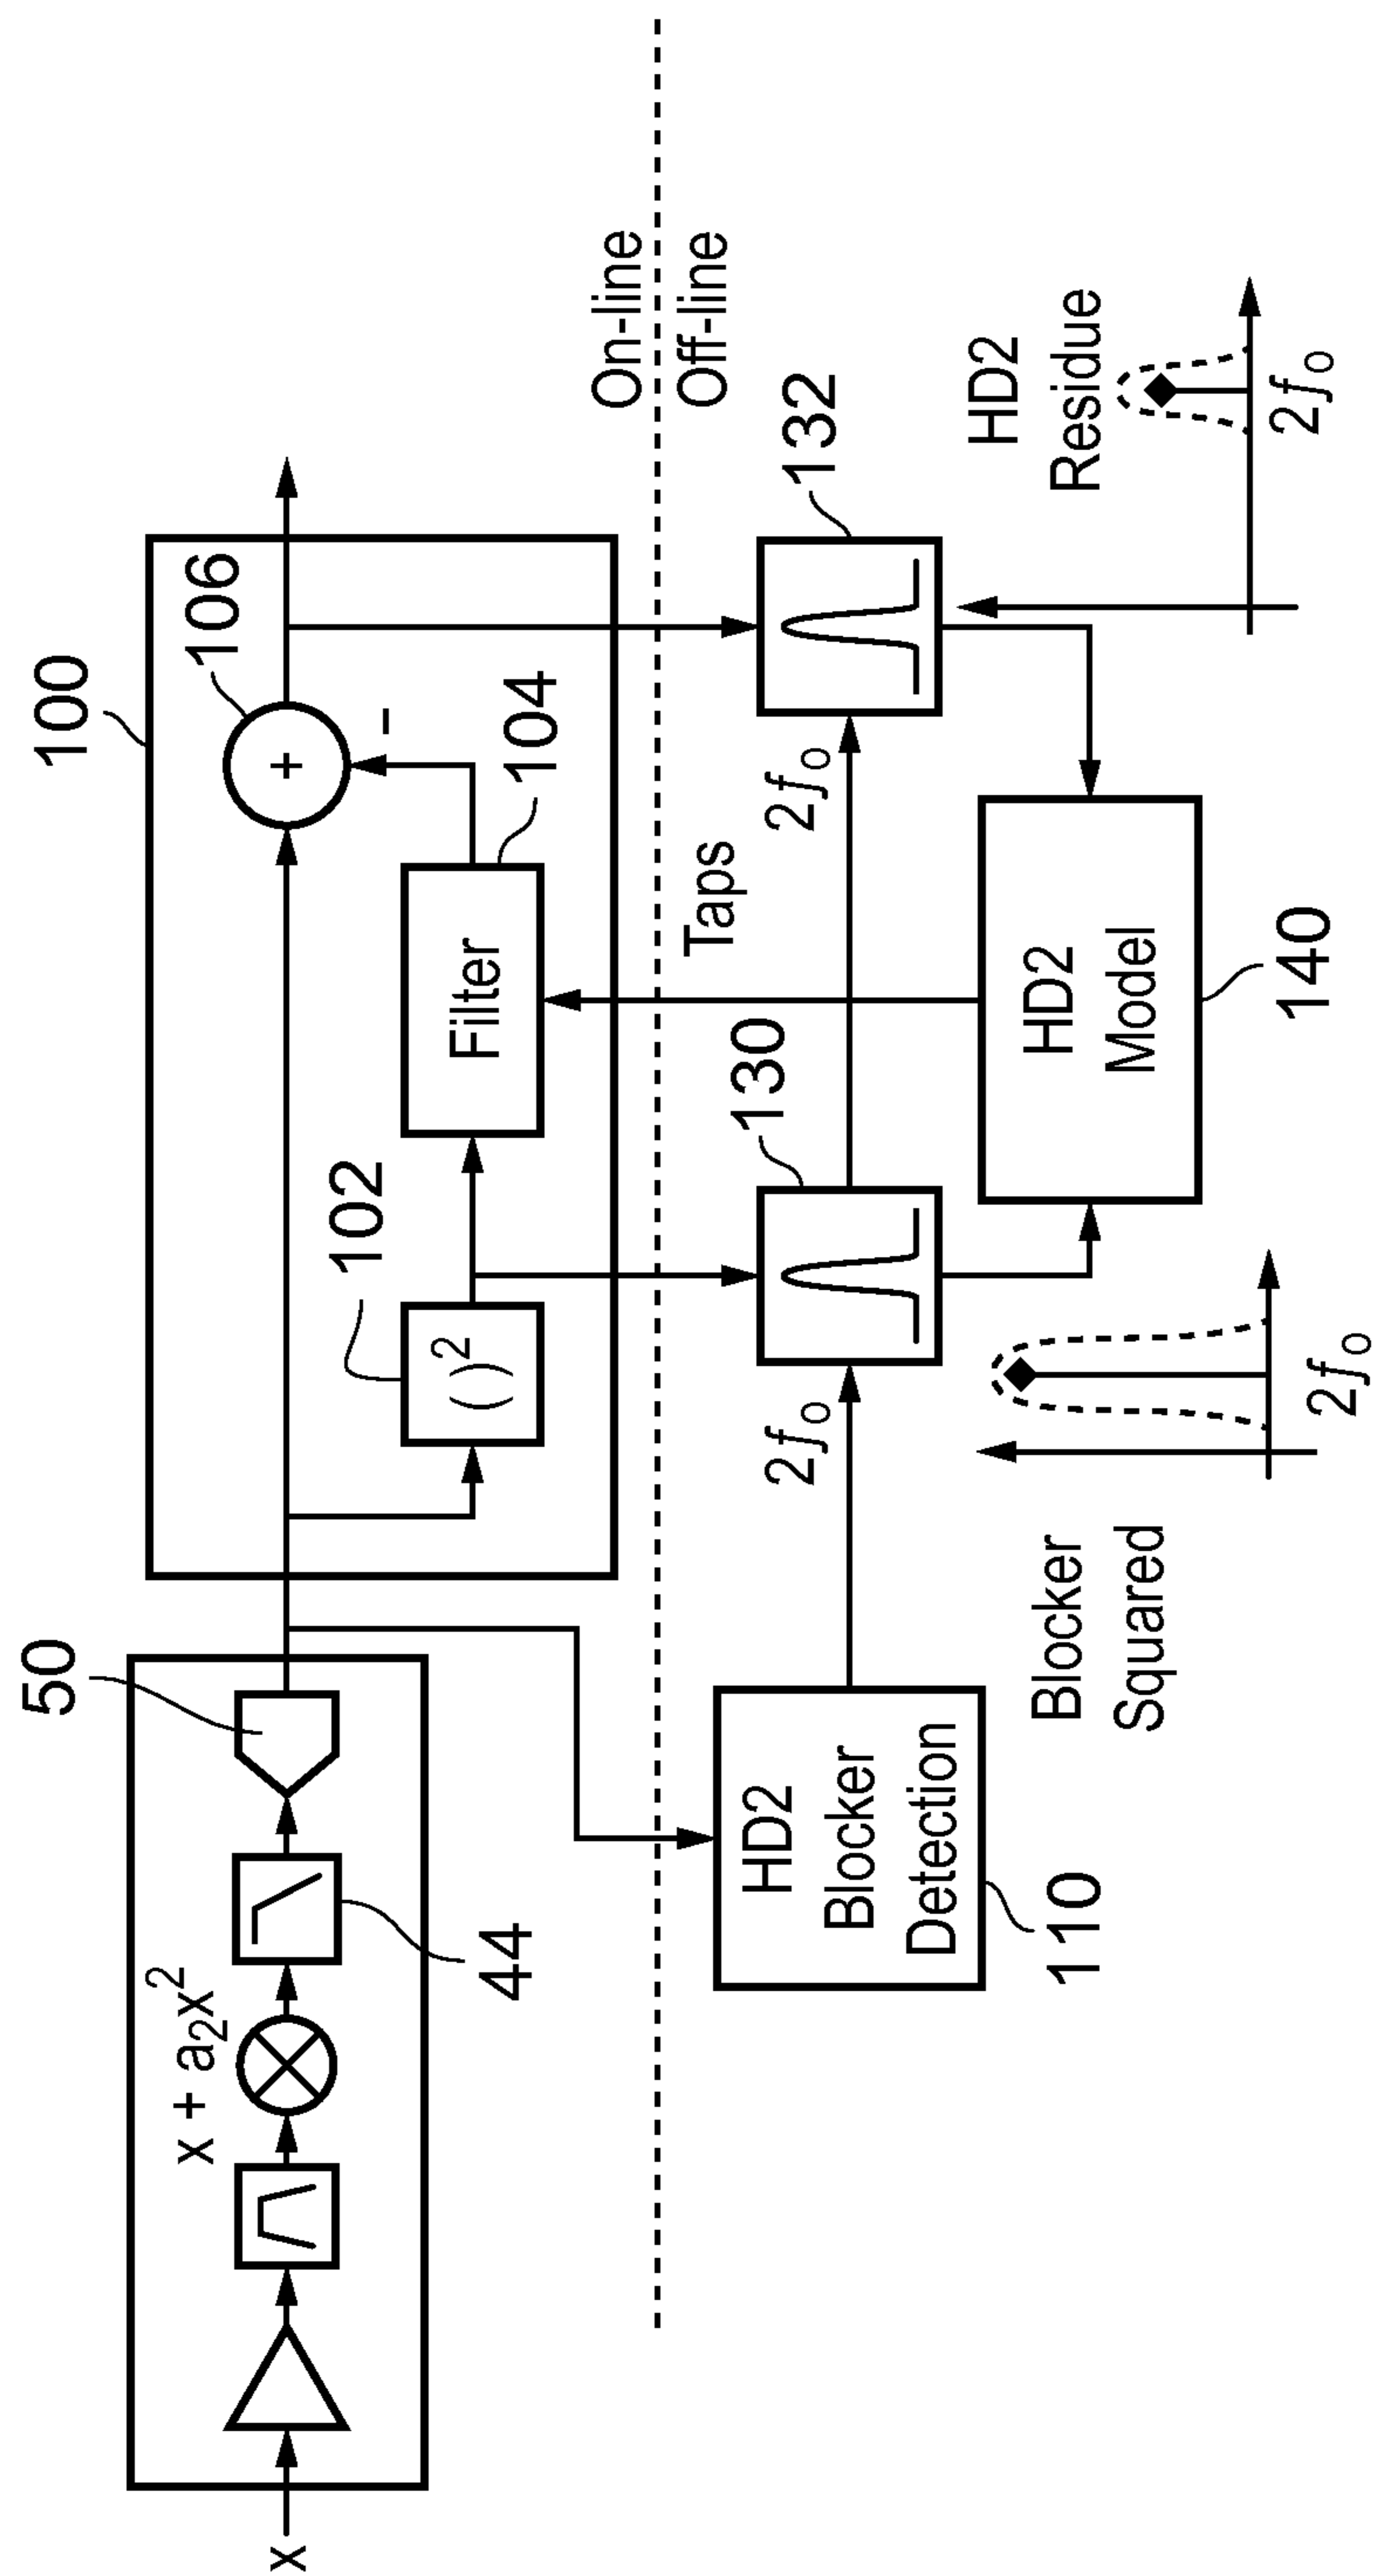 x
x + a₂x²
44
50
100
102
( )²
Filter
104
106
+
-
On-line
Off-line
Taps
HD2
Blocker
Detection
110
2fₒ
130
2fₒ
132
HD2
Model
140
Blocker
Squared
2fₒ
HD2
Residue
2fₒ